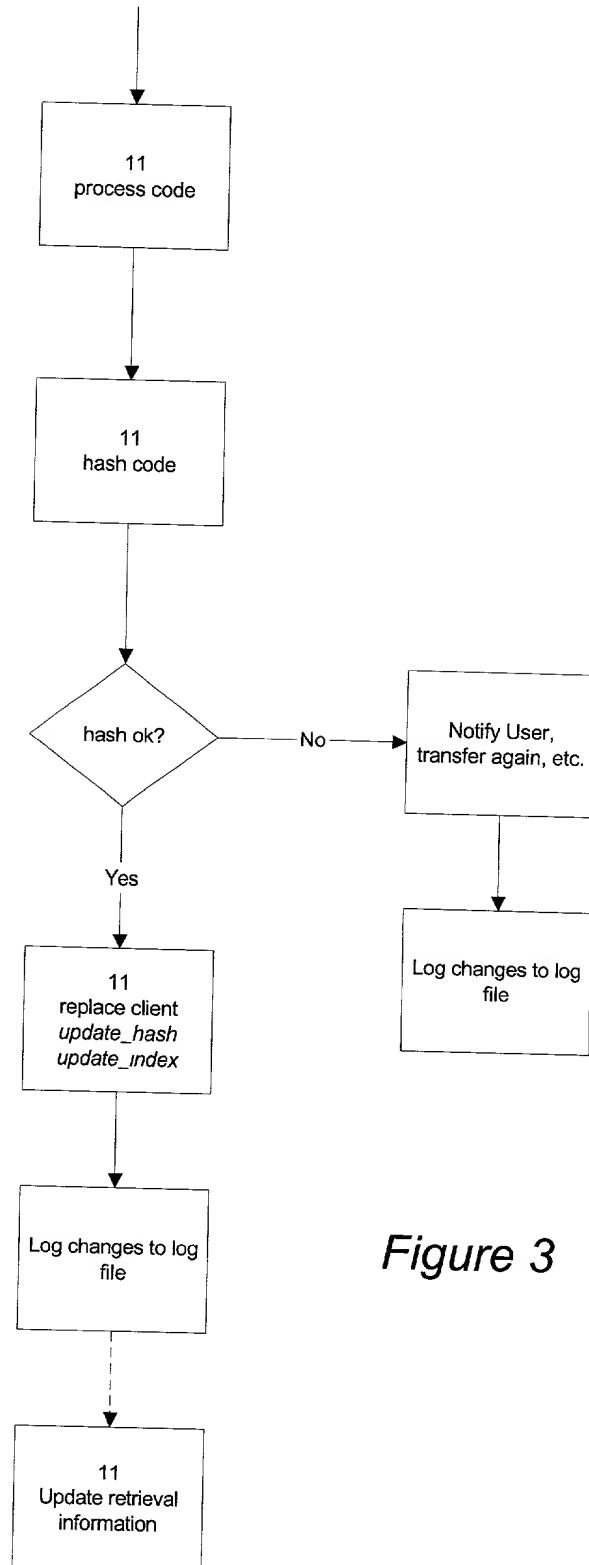 11
process code
11
hash code
hash ok?
No
Notify User,
transfer again, etc.
Yes
Log changes to log
file
11
replace client
update_hash
update_index
Log changes to log
file
Figure 3
11
Update retrieval
information